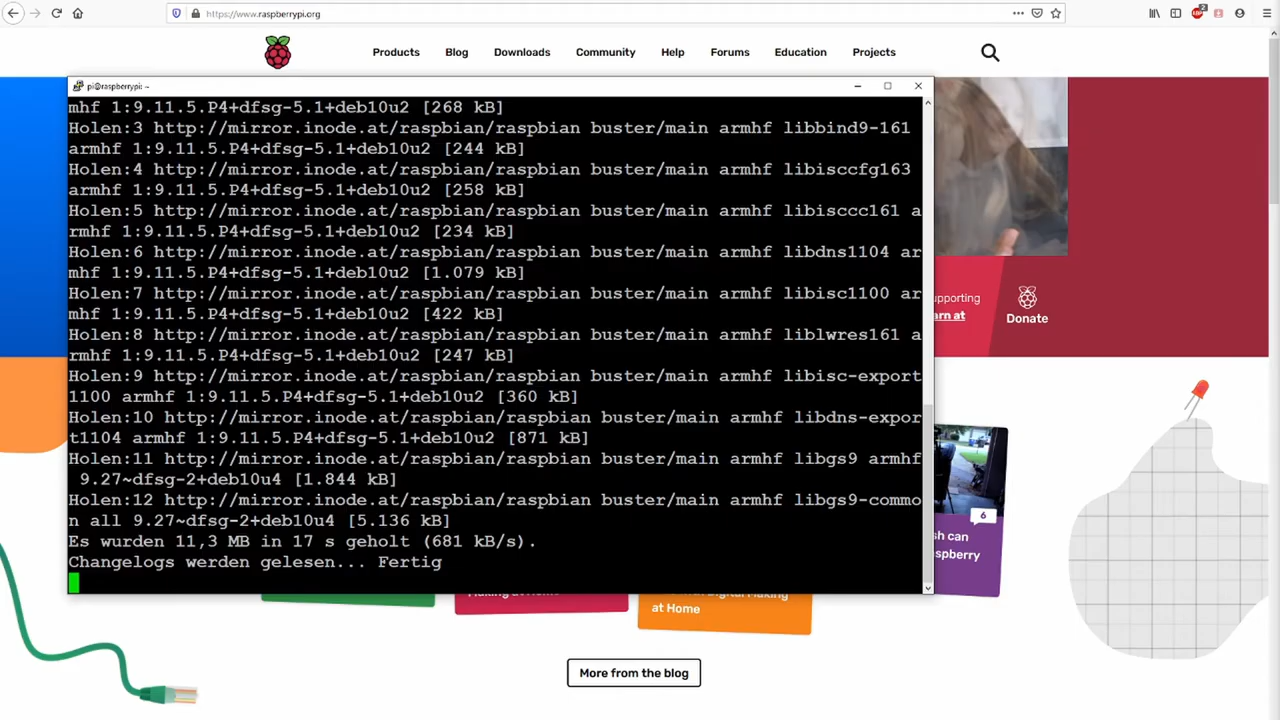 https://www.raspberrypi.org
2
Products Blog Downloads Community Help Forums Education Projects
pi@raspberrypi: ~
mhf 1:9.11.5.P4+dfsg-5.1+deb10u2 [268 kB]
Holen:3 http://mirror.inode.at/raspbian/raspbian buster/main armhf libbind9-161
armhf 1:9.11.5.P4+dfsg-5.1+deb10u2 [244 kB]
Holen:4 http://mirror.inode.at/raspbian/raspbian buster/main armhf libisccfg163
armhf 1:9.11.5.P4+dfsg-5.1+deb10u2 [258 kB]
Holen:5 http://mirror.inode.at/raspbian/raspbian buster/main armhf libisccc161 a
rmhf 1:9.11.5.P4+dfsg-5.1+deb10u2 [234 kB]
Holen:6 http://mirror.inode.at/raspbian/raspbian buster/main armhf libdns1104 ar
mhf 1:9.11.5.P4+dfsg-5.1+deb10u2 [1.079 kB]
Holen:7 http://mirror.inode.at/raspbian/raspbian buster/main armhf libisc1100 ar
mhf 1:9.11.5.P4+dfsg-5.1+deb10u2 [422 kB]
Holen:8 http://mirror.inode.at/raspbian/raspbian buster/main armhf liblwres161 a
rmhf 1:9.11.5.P4+dfsg-5.1+deb10u2 [247 kB]
Holen:9 http://mirror.inode.at/raspbian/raspbian buster/main armhf libisc-export
1100 armhf 1:9.11.5.P4+dfsg-5.1+deb10u2 [360 kB]
Holen:10 http://mirror.inode.at/raspbian/raspbian buster/main armhf libdns-expor
t1104 armhf 1:9.11.5.P4+dfsg-5.1+deb10u2 [871 kB]
Holen:11 http://mirror.inode.at/raspbian/raspbian buster/main armhf libgs9 armhf
9.27~dfsg-2+deb10u4 [1.844 kB]
Holen:12 http://mirror.inode.at/raspbian/raspbian buster/main armhf libgs9-commo
n all 9.27~dfsg-2+deb10u4 [5.136 kB]
Es wurden 11,3 MB in 17 s geholt (681 kB/s).
Changelogs werden gelesen... Fertig
upporting
arn at
Donate
6
sh can
spberry
Making at Home
Digital Making
at Home
More from the blog